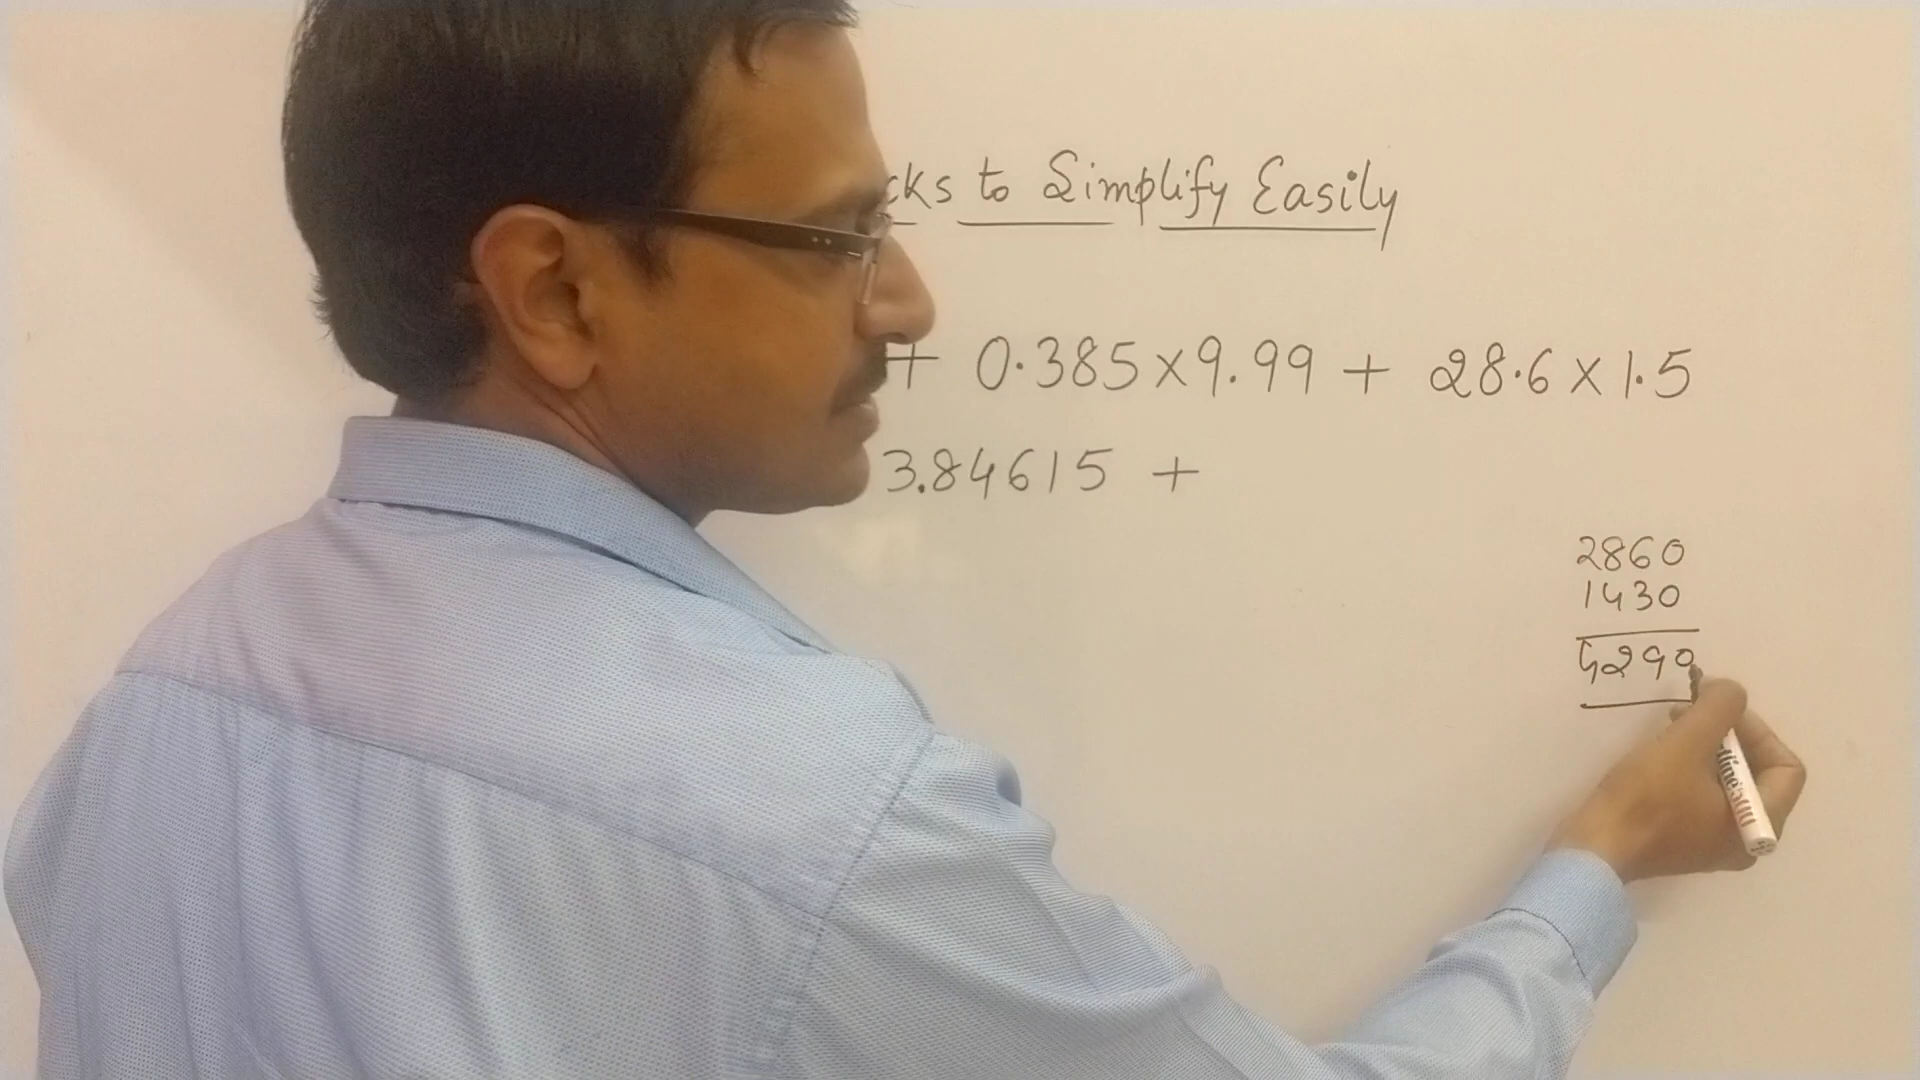 cks to Simplify Easily
+ 0.385×9.99 + 28.6×1.5
3.84615 +
2860
1430
4290